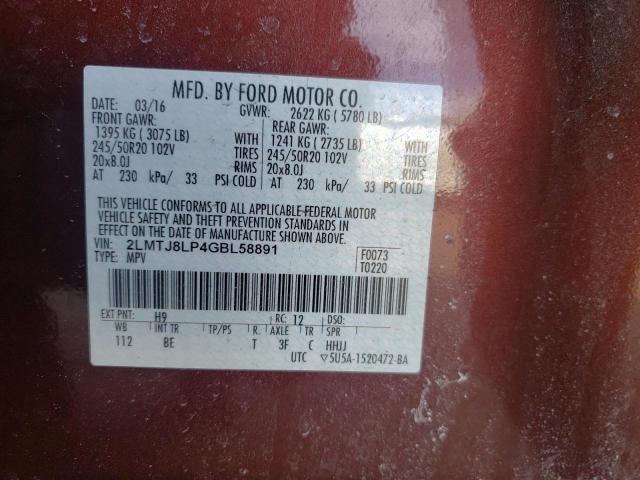 MFD. BY FORD MOTOR CO.
DATE: 03/16 GVWR: 2622 KG ( 5780 LB)
FRONT GAWR: REAR GAWR:
1395 KG ( 3075 LB) WITH 1241 KG ( 2735 LB) WITH
245/50R20 102V TIRES 245/50R20 102V TIRES
20x8.0J RIMS 20x8.0J RIMS
AT 230 kPa/ 33 PSI COLD AT 230 kPa/ 33 PSI COLD
THIS VEHICLE CONFORMS TO ALL APPLICABLE FEDERAL MOTOR
VEHICLE SAFETY AND THEFT PREVENTION STANDARDS IN
EFFECT ON THE DATE OF MANUFACTURE SHOWN ABOVE.
VIN: 2LMTJ8LP4GBL58891 F0073
TYPE: MPV T0220
EXT PNT: H9 RC: 12 DSO:
WB INT TR TP/PS R. AXLE TR SPR
112 BE T 3F C HHJJ
UTC ▽5U5A-1520472-BA